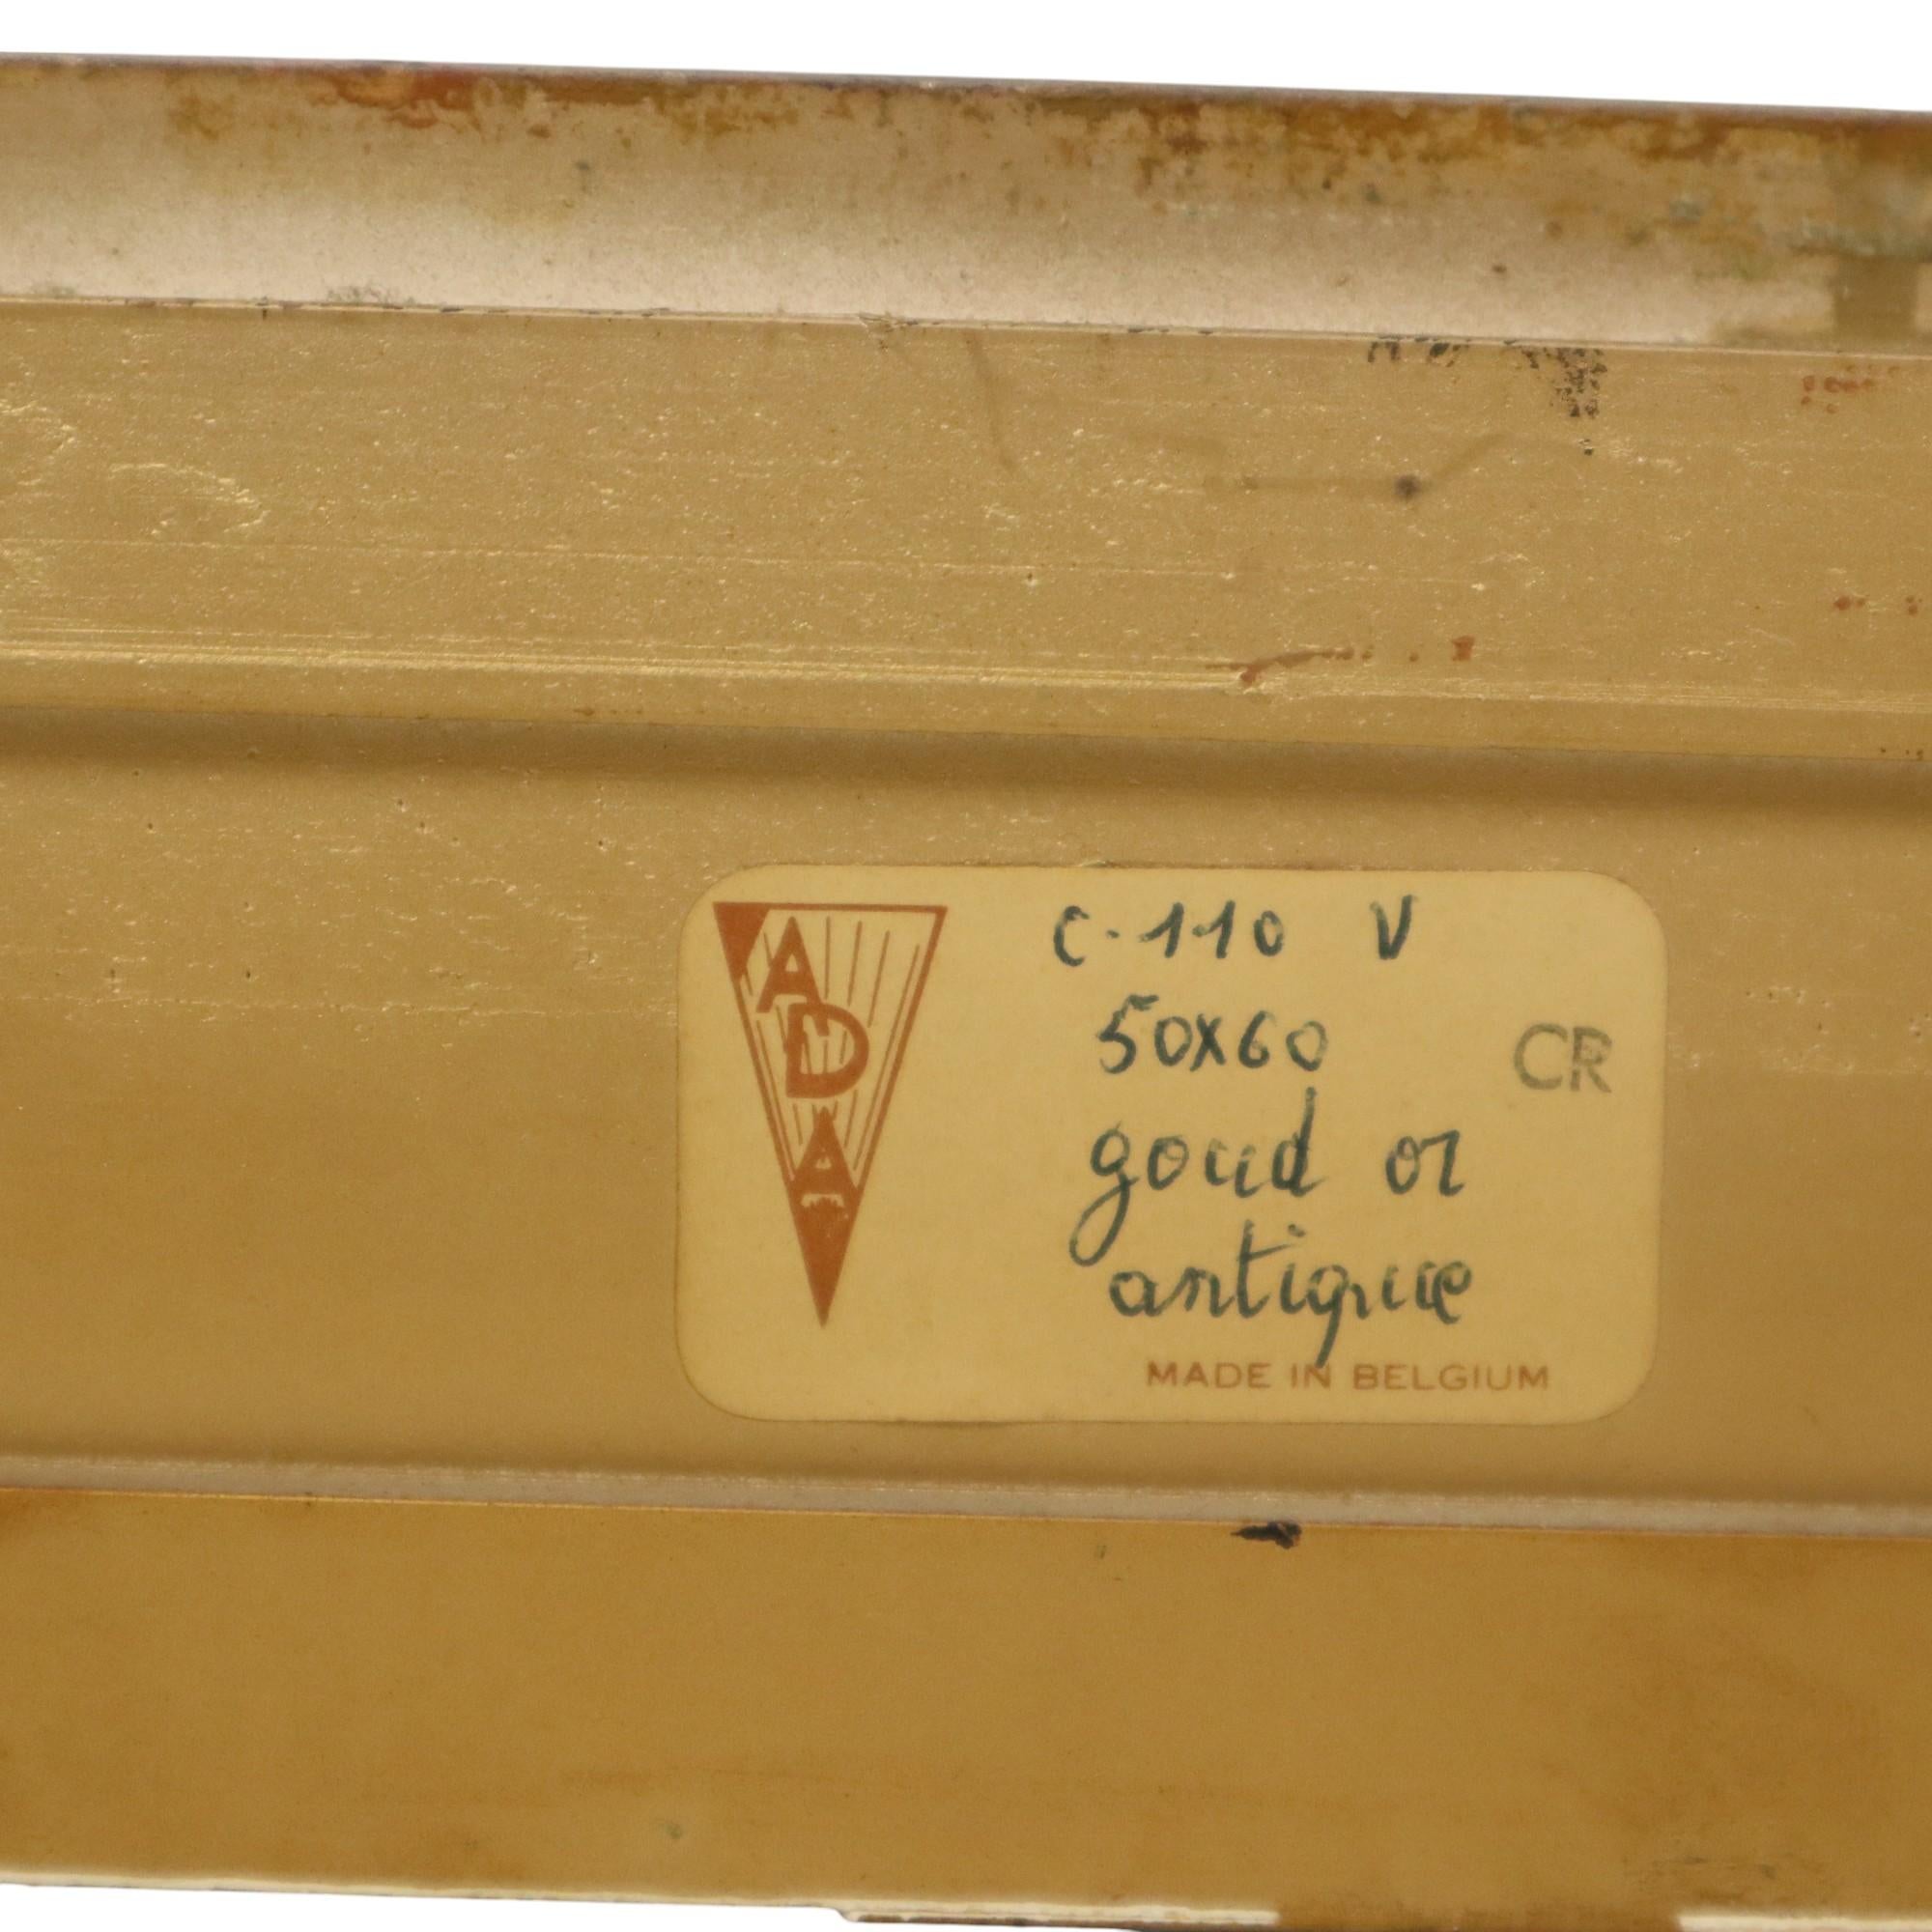 ADA
C-110 V
50x60
CR
goud or
antique
MADE IN BELGIUM